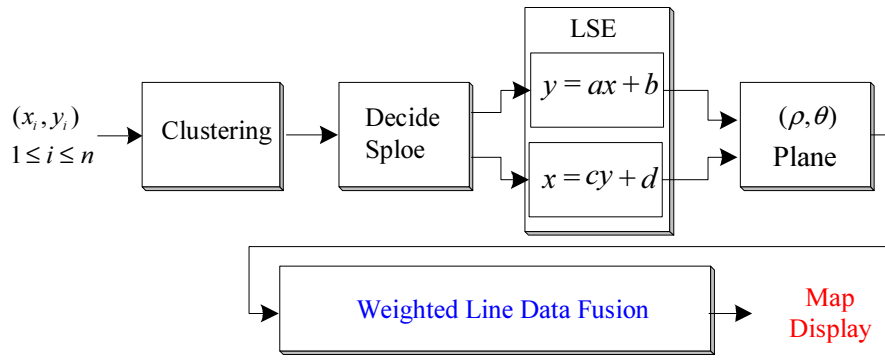 (x_i, y_i)
1 ≤ i ≤ n
Clustering
Decide
Sploe
LSE
y = ax + b
x = cy + d
(ρ,θ)
Plane
Weighted Line Data Fusion
Map
Display